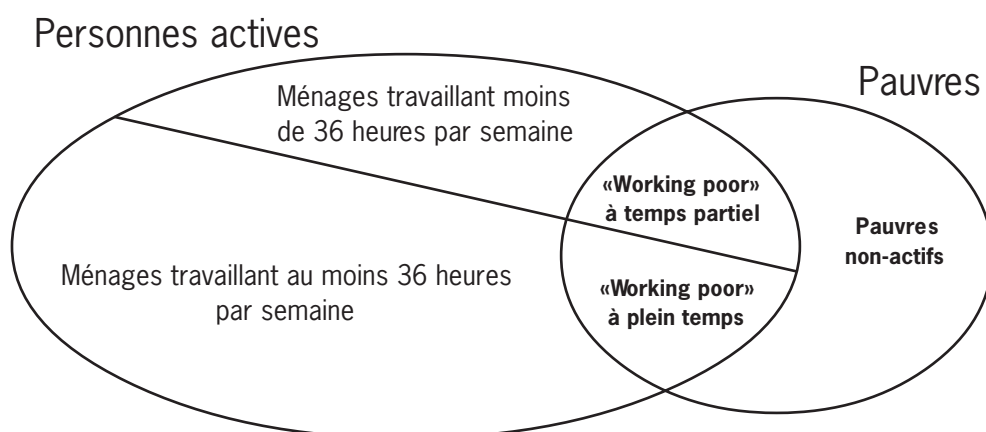 Personnes actives
Pauvres
Ménages travaillant moins
de 36 heures par semaine
«Working poor»
à temps partiel
Pauvres
non-actifs
Ménages travaillant au moins 36 heures
par semaine
«Working poor»
à plein temps